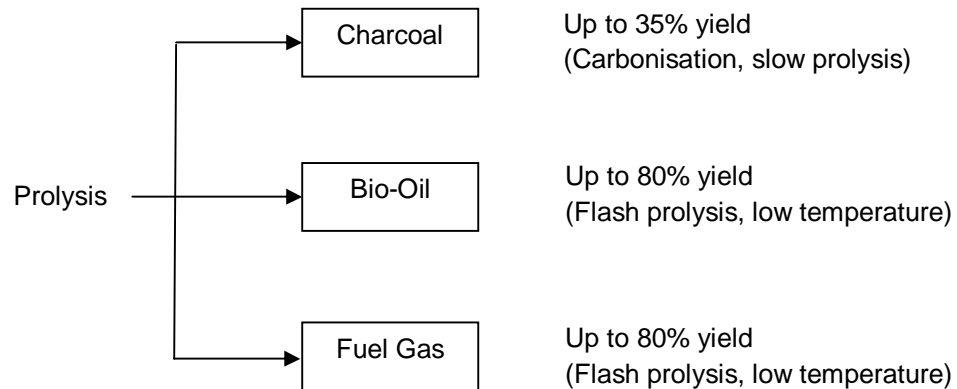 Charcoal
Up to 35% yield
(Carbonisation, slow prolysis)
Prolysis
Bio-Oil
Up to 80% yield
(Flash prolysis, low temperature)
Fuel Gas
Up to 80% yield
(Flash prolysis, low temperature)